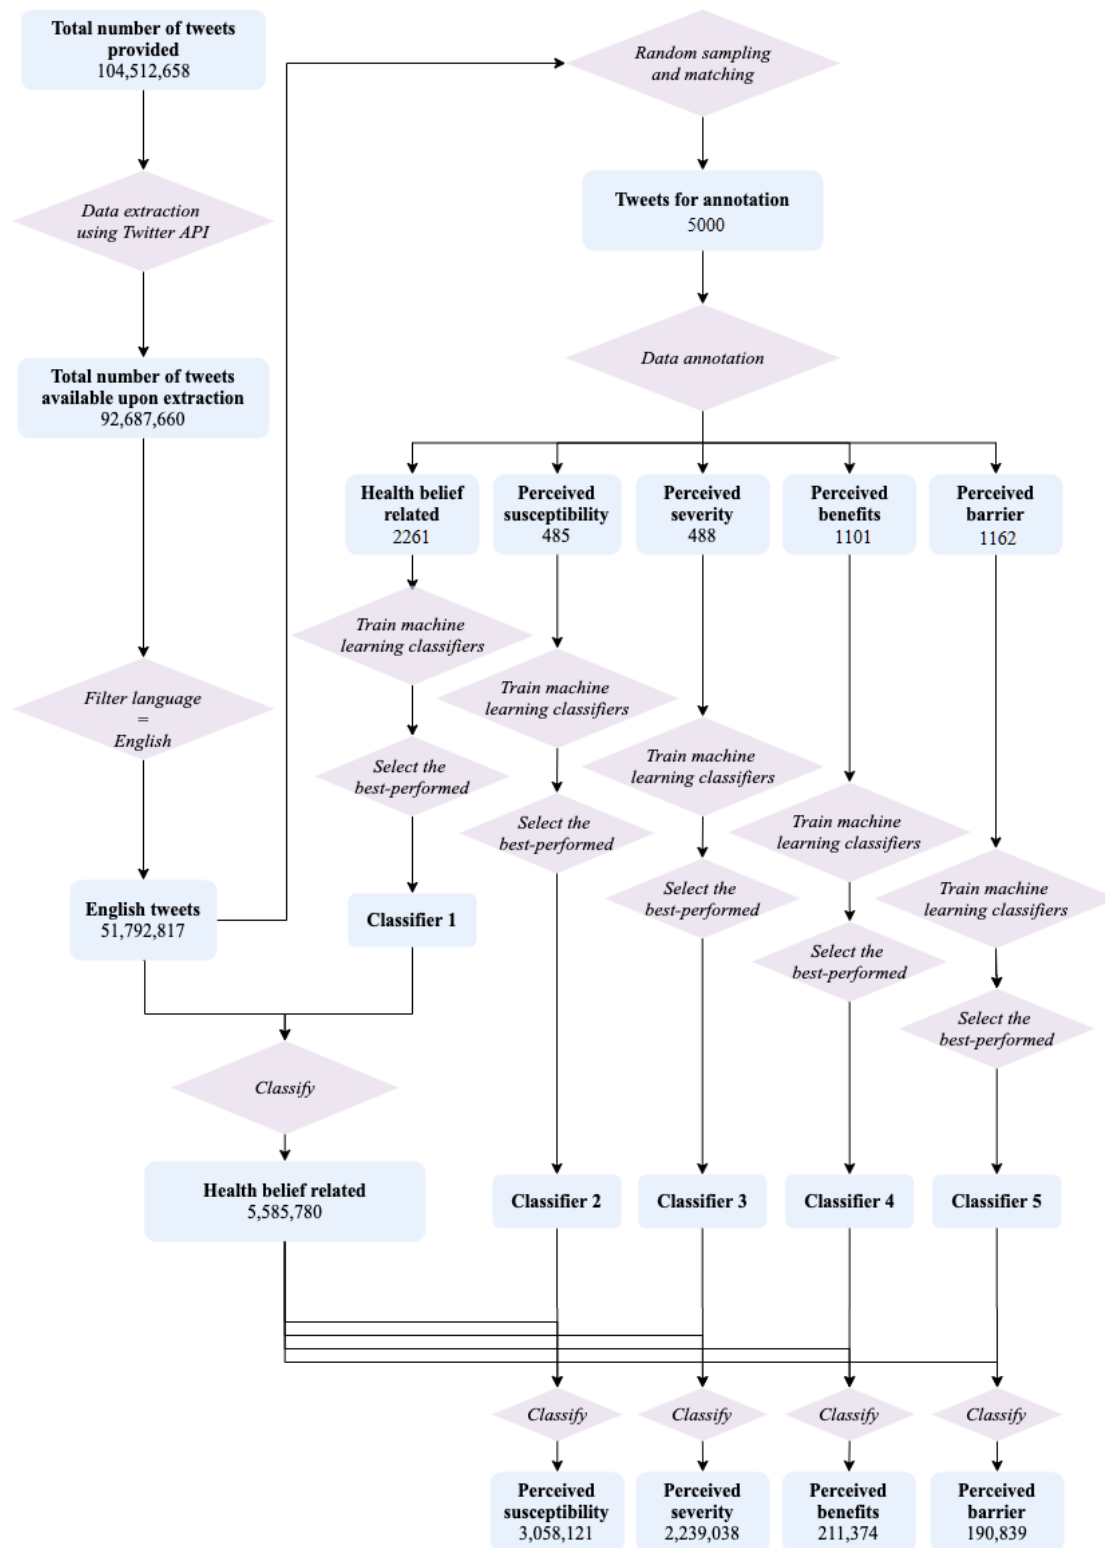 Total number of tweets
provided
104,512,658
Random sampling
and matching
Data extraction
using Twitter API
Tweets for annotation
5000
Data annotation
Total number of tweets
available upon extraction
92,687,660
Health belief
related
2261
Perceived
susceptibility
485
Perceived
severity
488
Perceived
benefits
1101
Perceived
barrier
1162
Train machine
learning classifiers
Train machine
learning classifiers
Train machine
learning classifiers
Train machine
learning classifiers
Train machine
learning classifiers
Filter language
=
English
Select the
best-performed
Select the
best-performed
Select the
best-performed
Select the
best-performed
Select the
best-performed
English tweets
51,792,817
Classifier 1
Classify
Health belief related
5,585,780
Classifier 2
Classifier 3
Classifier 4
Classifier 5
Classify
Classify
Classify
Classify
Perceived
susceptibility
3,058,121
Perceived
severity
2,239,038
Perceived
benefits
211,374
Perceived
barrier
190,839